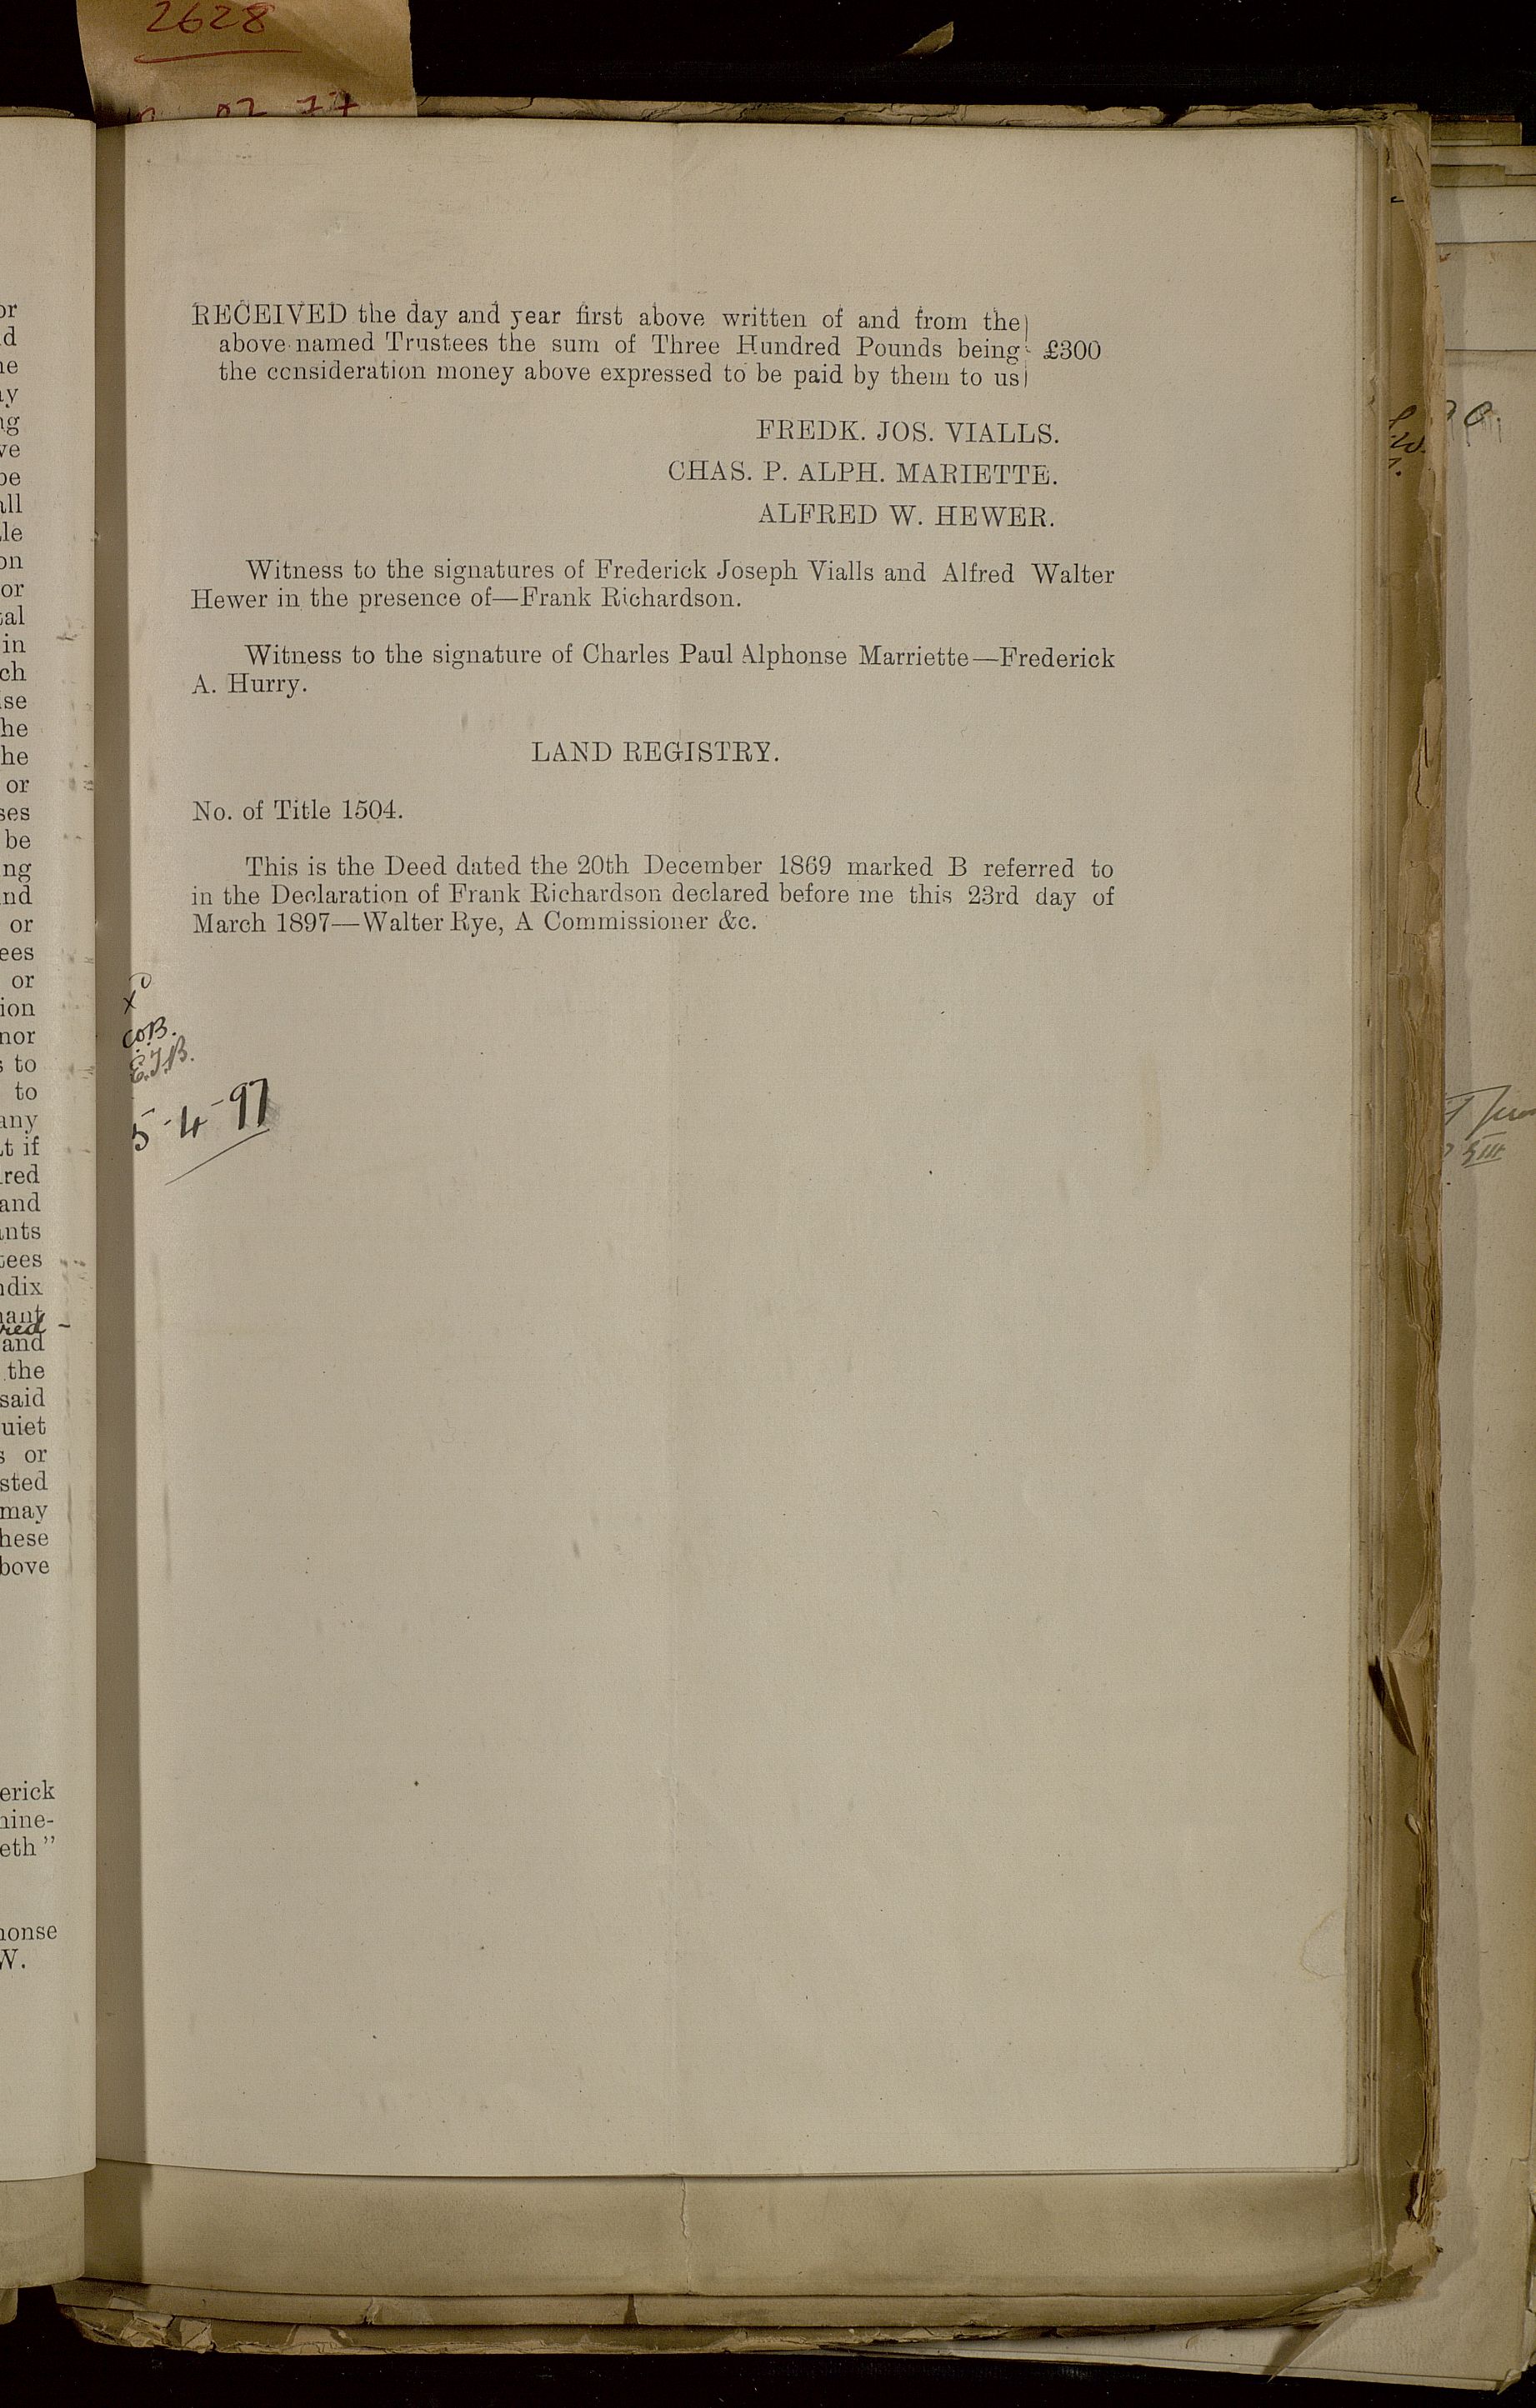 2628
RECEIVED the day and year first above written of and from the
above named Trustees the sum of Three Hundred Pounds being £300
the consideration money above expressed to be paid by them to us
FREDK. JOS. VIALLS.
CHAS. P. ALPH. MARIETTE.
ALFRED W. HEWER.
Witness to the signatures of Frederick Joseph Vialls and Alfred Walter
Hewer in the presence of—Frank Richardson.
Witness to the signature of Charles Paul Alphonse Marriette—Frederick
A. Hurry.
LAND REGISTRY.
No. of Title 1504.
This is the Deed dated the 20th December 1869 marked B referred to
in the Declaration of Frank Richardson declared before me this 23rd day of
March 1897—Walter Rye, A Commissioner &c.
E.J.B.
5-4-97